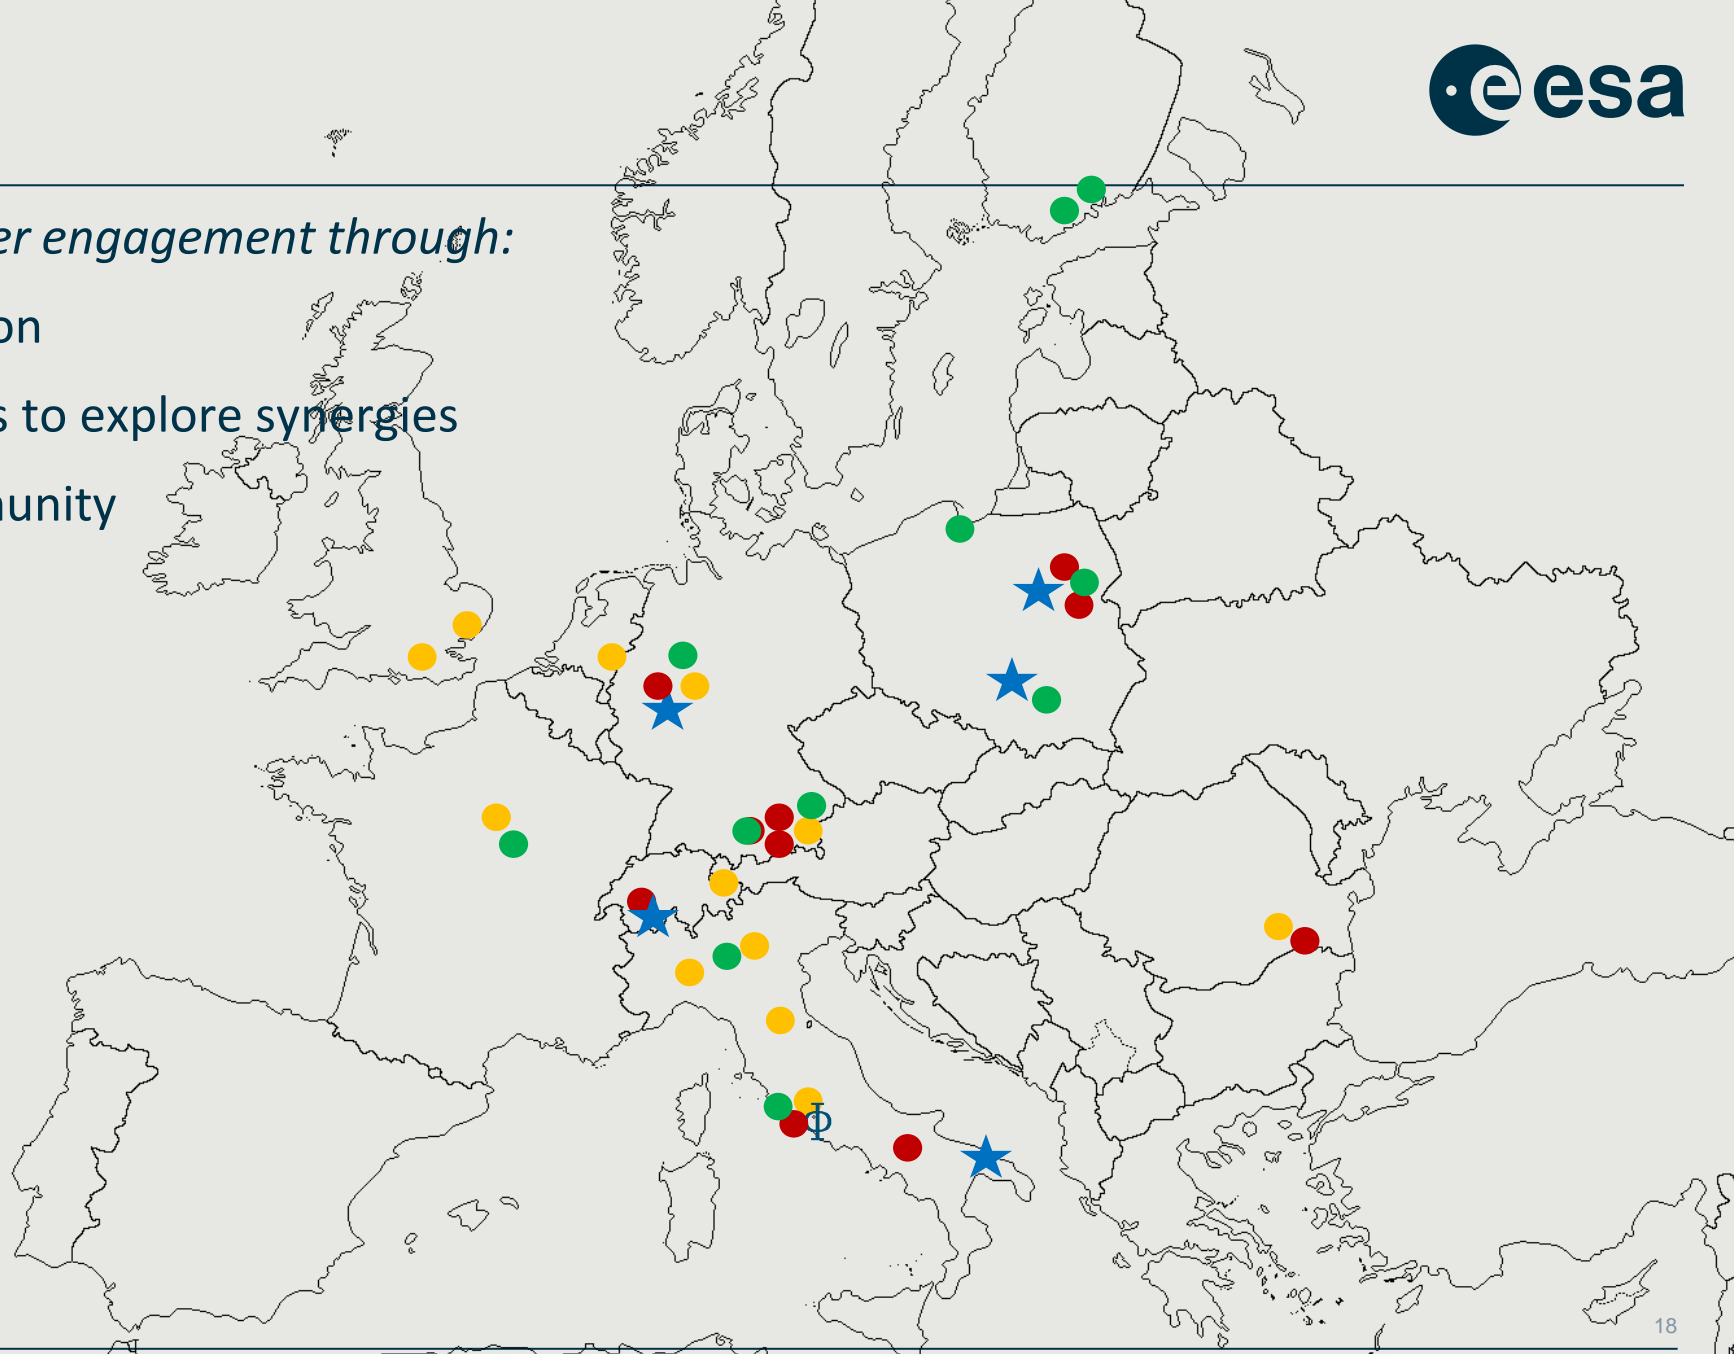 esa
er engagement through:
on
s to explore synergies
unity
Φ
18